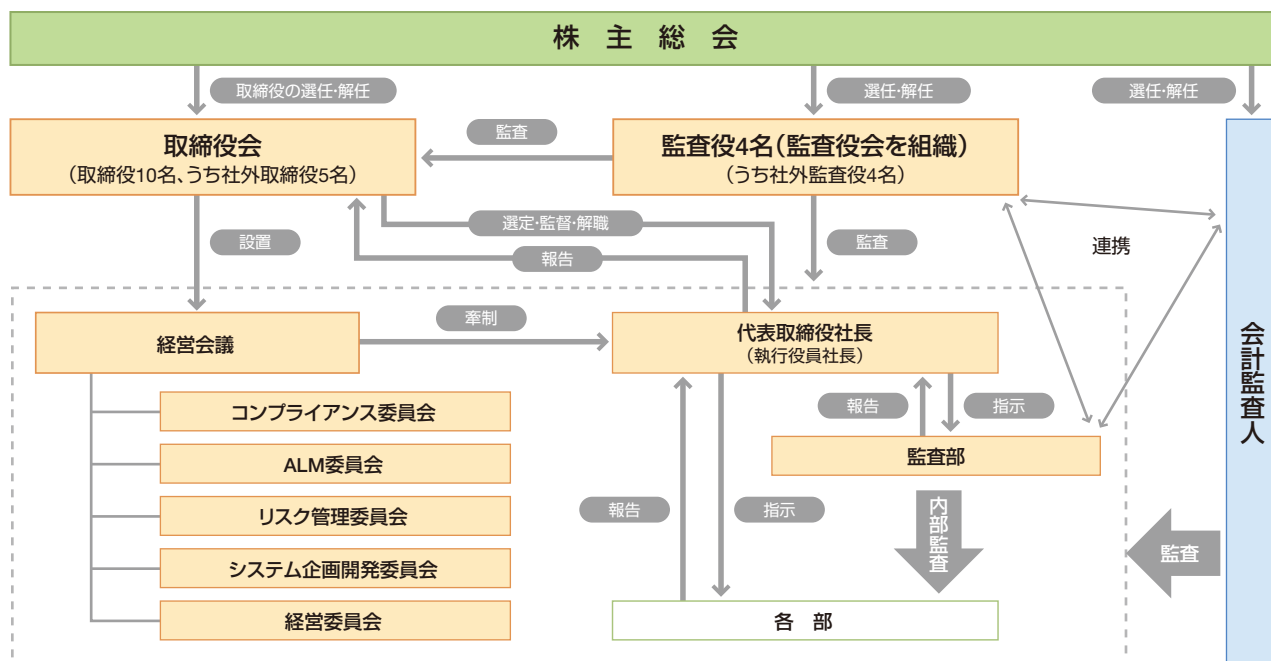 株 主 総 会
取締役の選任・解任
選任・解任
選任・解任
取締役会
（取締役10名、うち社外取締役5名）
監査
監査役4名（監査役会を組織）
（うち社外監査役4名）
設置
選定・監督・解職
報告
監査
連携
会計監査人
経営会議
牽制
代表取締役社長
（執行役員社長）
コンプライアンス委員会
ALM委員会
リスク管理委員会
システム企画開発委員会
経営委員会
報告
指示
監査部
報告
指示
内部監査
監査
各 部